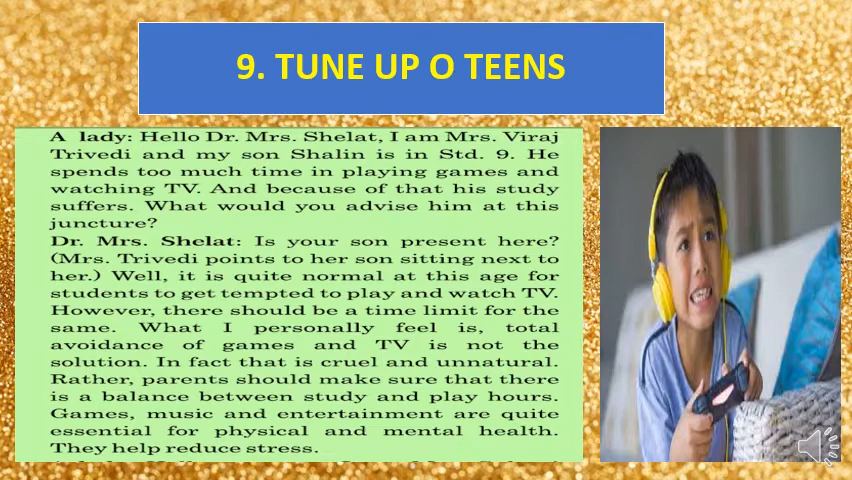 9. TUNE UP O TEENS
A lady: Hello Dr. Mrs. Shelat, I am Mrs. Viraj
Trivedi and my son Shalin is in Std. 9. He
spends too much time in playing games and
watching TV. And because of that his study
suffers. What would you advise him at this
juncture?
Dr. Mrs. Shelat: Is your son present here?
(Mrs. Trivedi points to her son sitting next to
her.) Well, it is quite normal at this age for
students to get tempted to play and watch TV.
However, there should be a time limit for the
same. What I personally feel is, total
avoidance of games and TV is not the
solution. In fact that is cruel and unnatural.
Rather, parents should make sure that there
is a balance between study and play hours.
Games, music and entertainment are quite
essential for physical and mental health.
They help reduce stress.